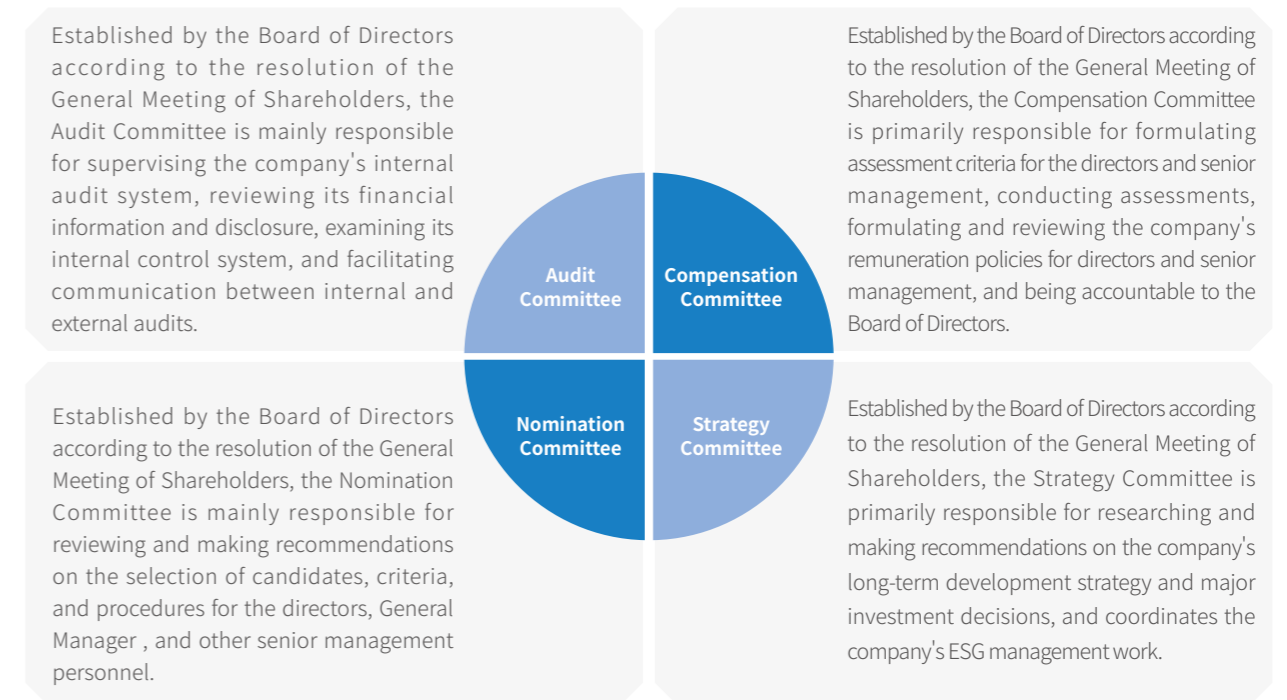 Established by the Board of Directors
according to the resolution of the
General Meeting of Shareholders, the
Audit Committee is mainly responsible
for supervising the company's internal
audit system, reviewing its financial
information and disclosure, examining its
internal control system, and facilitating
communication between internal and
external audits.
Established by the Board of Directors according
to the resolution of the General Meeting of
Shareholders, the Compensation Committee
is primarily responsible for formulating
assessment criteria for the directors and senior
management, conducting assessments,
formulating and reviewing the company's
remuneration policies for directors and senior
management, and being accountable to the
Board of Directors.
Audit
Committee
Compensation
Committee
Nomination
Committee
Strategy
Committee
Established by the Board of Directors
according to the resolution of the General
Meeting of Shareholders, the Nomination
Committee is mainly responsible for
reviewing and making recommendations
on the selection of candidates, criteria,
and procedures for the directors, General
Manager , and other senior management
personnel.
Established by the Board of Directors according
to the resolution of the General Meeting of
Shareholders, the Strategy Committee is
primarily responsible for researching and
making recommendations on the company's
long-term development strategy and major
investment decisions, and coordinates the
company's ESG management work.